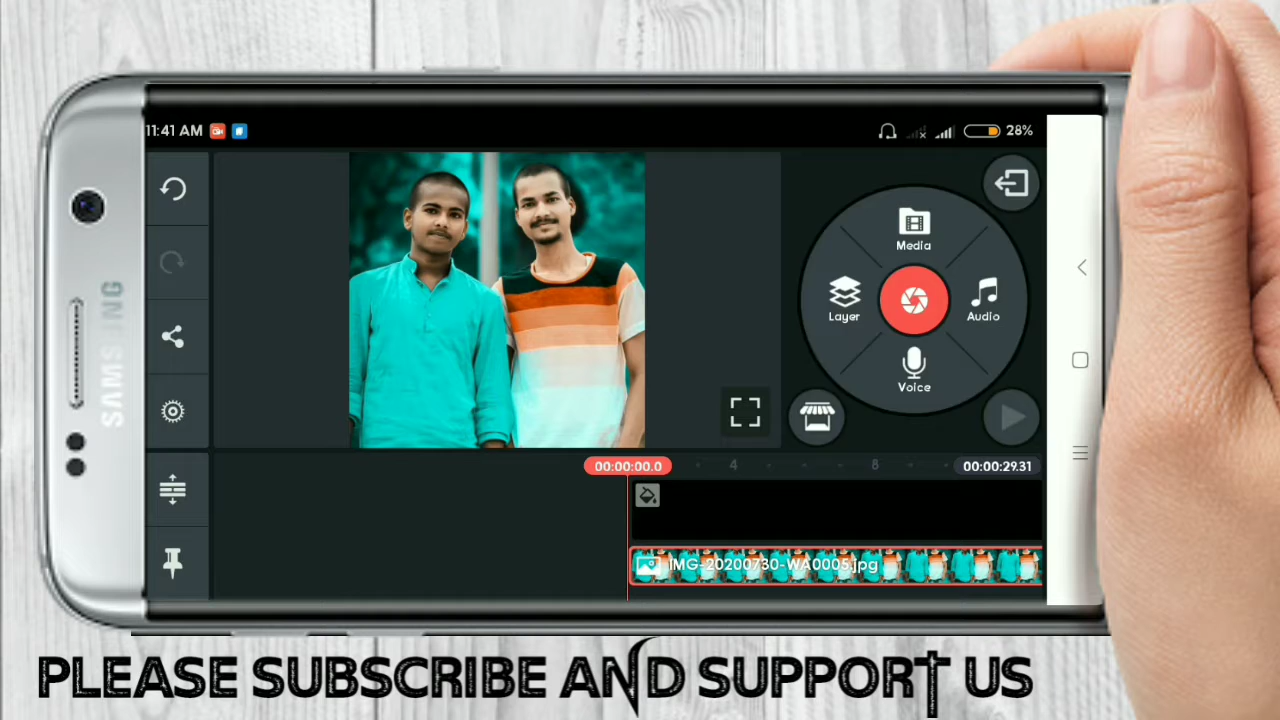 11:41 AM
28%
SAMSUNG
Media
Layer
Audio
Voice
00:00:00.0
4
8
00:00:29.31
IMG-20200730-WA0005.jpg
PLEASE SUBSCRIBE AND SUPPORT US